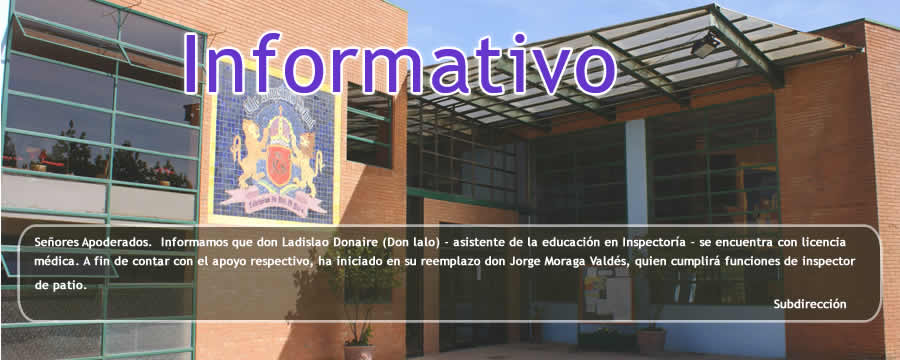 Informativo
Señores Apoderados. Informamos que don Ladislao Donaire (Don lalo) - asistente de la educación en Inspectoría - se encuentra con licencia
médica. A fin de contar con el apoyo respectivo, ha iniciado en su reemplazo don Jorge Moraga Valdés, quien cumplirá funciones de inspector
de patio.
Subdirección